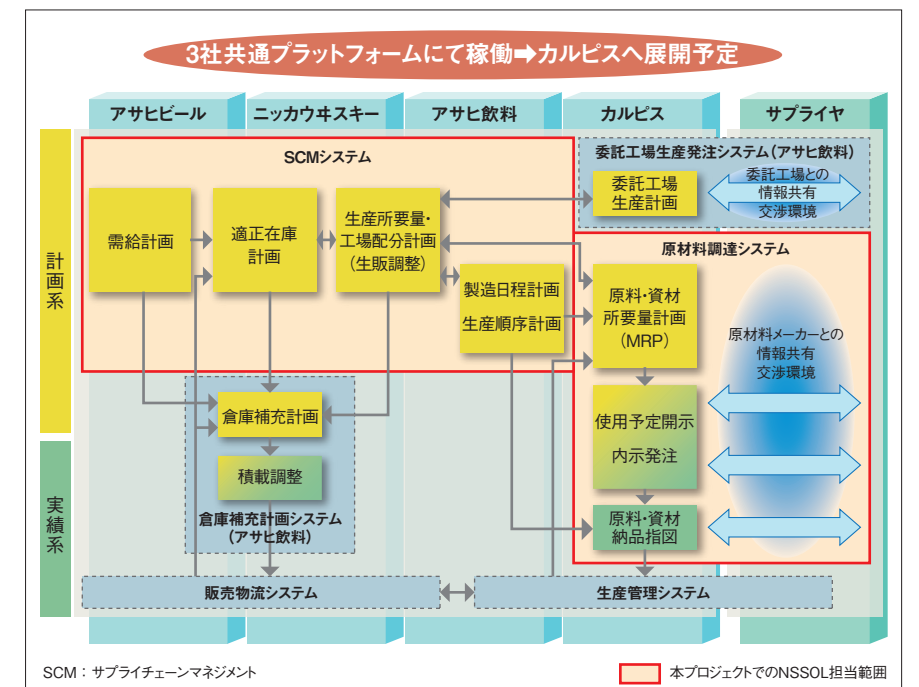 3社共通プラットフォームにて稼働➡カルピスへ展開予定
アサヒビール
ニッカウヰスキー
アサヒ飲料
カルピス
サプライヤ
計画系
実績系
SCMシステム
需給計画
適正在庫
計画
生産所要量・
工場配分計画
(生販調整)
製造日程計画
生産順序計画
委託工場生産発注システム(アサヒ飲料)
委託工場
生産計画
委託工場との
情報共有
交渉環境
原材料調達システム
原料・資材
所要量計画
(MRP)
原材料メーカーとの
情報共有
交渉環境
使用予定開示
内示発注
原料・資材
納品指図
倉庫補充計画
積載調整
倉庫補充計画システム
(アサヒ飲料)
販売物流システム
生産管理システム
SCM：サプライチェーンマネジメント
本プロジェクトでのNSSOL担当範囲